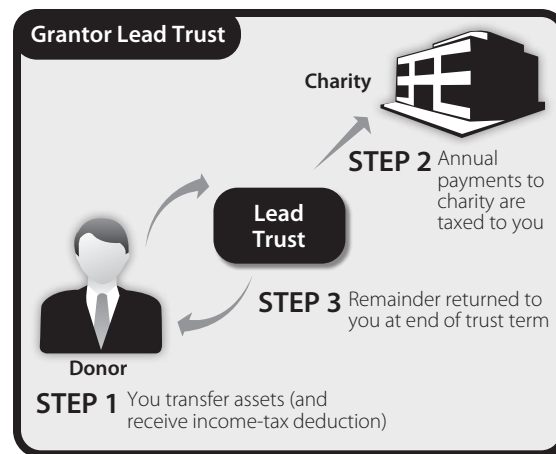 Grantor Lead Trust
Charity
STEP 2 Annual
payments to
charity are
taxed to you
Lead
Trust
STEP 3 Remainder returned to
you at end of trust term
Donor
STEP 1 You transfer assets (and
receive income-tax deduction)